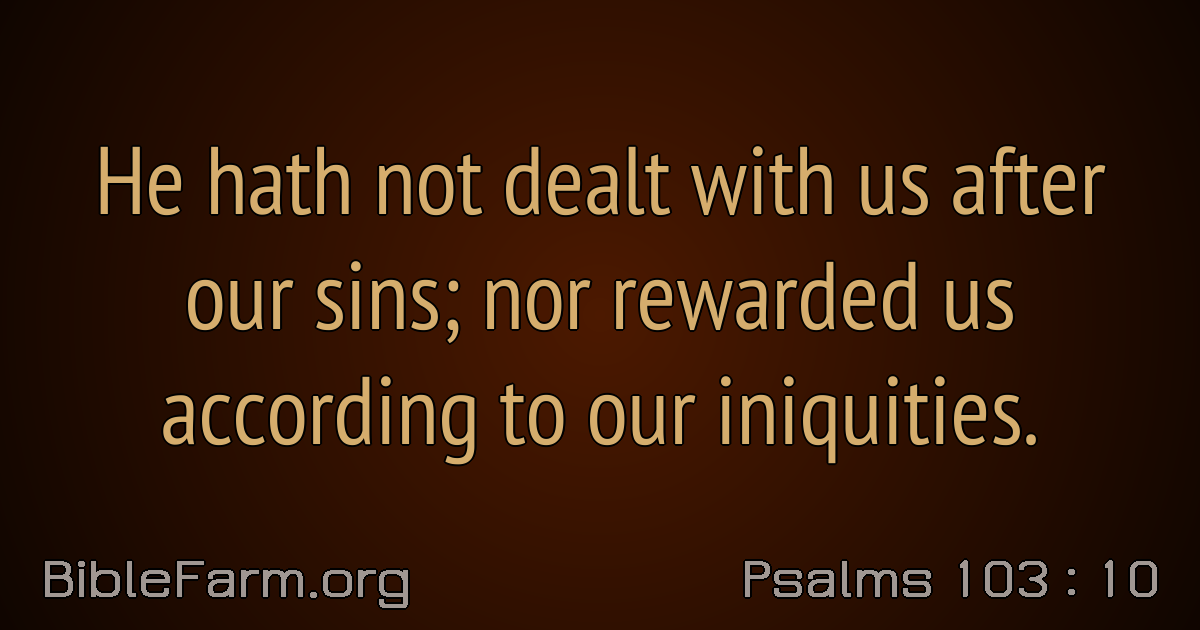 He hath not dealt with us after
our sins; nor rewarded us
according to our iniquities.
BibleFarm.org
Psalms 103 : 10